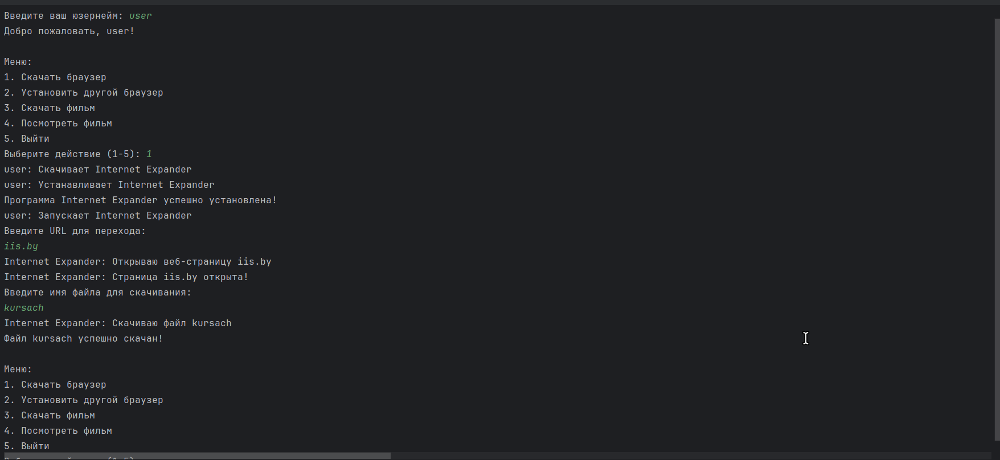 Введите ваш юзернейм: user
Добро пожаловать, user!
Меню:
1. Скачать браузер
2. Установить другой браузер
3. Скачать фильм
4. Посмотреть фильм
5. Выйти
Выберите действие (1-5): 1
user: Скачивает Internet Expander
user: Устанавливает Internet Expander
Программа Internet Expander успешно установлена!
user: Запускает Internet Expander
Введите URL для перехода:
iis.by
Internet Expander: Открываю веб-страницу iis.by
Internet Expander: Страница iis.by открыта!
Введите имя файла для скачивания:
kursach
Internet Expander: Скачиваю файл kursach
Файл kursach успешно скачан!
Меню:
1. Скачать браузер
2. Установить другой браузер
3. Скачать фильм
4. Посмотреть фильм
5. Выйти